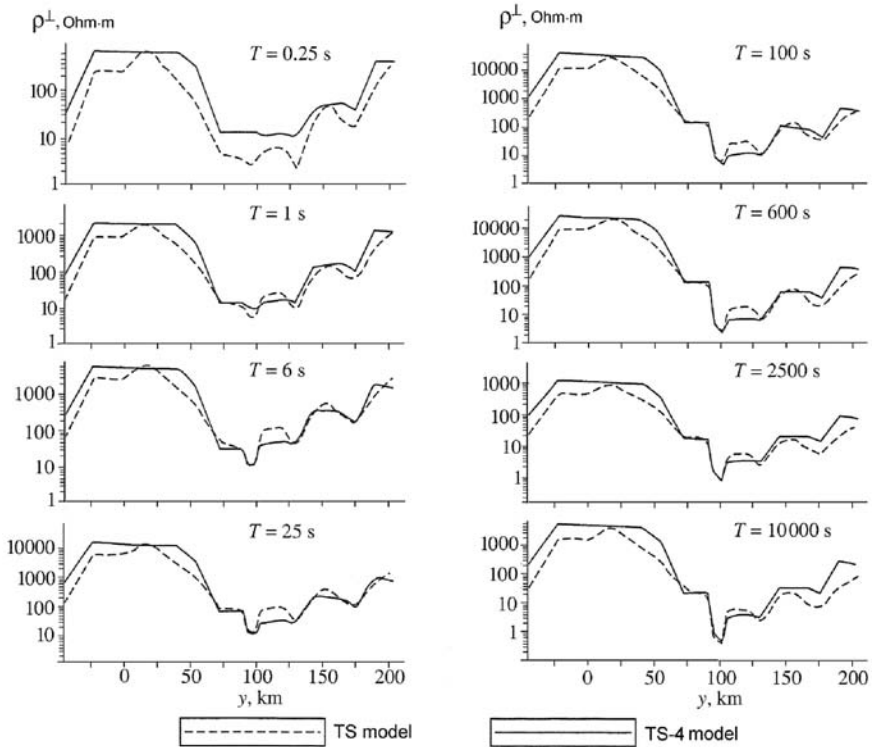 ρ⊥, Ohm·m
T = 0.25 s
100
10
1
T = 1 s
1000
100
10
1
T = 6 s
1000
100
10
1
T = 25 s
10000
1000
100
10
0 50 100 150 200
y, km
TS model
ρ⊥, Ohm·m
T = 100 s
10000
1000
100
10
1
T = 600 s
10000
1000
100
10
1
T = 2500 s
1000
100
10
1
T = 10000 s
1000
100
10
1
0 50 100 150 200
y, km
TS-4 model